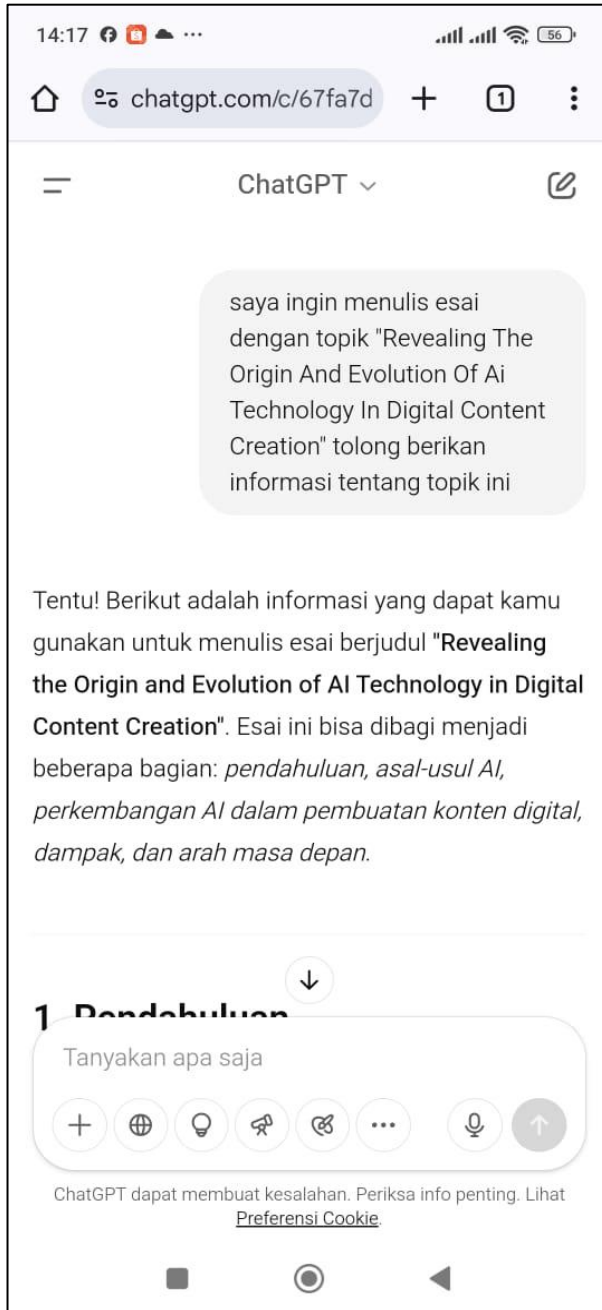 14:17
56
chatgpt.com/c/67fa7d
1
ChatGPT
saya ingin menulis esai
dengan topik "Revealing The
Origin And Evolution Of Ai
Technology In Digital Content
Creation" tolong berikan
informasi tentang topik ini
Tentu! Berikut adalah informasi yang dapat kamu
gunakan untuk menulis esai berjudul "Revealing
the Origin and Evolution of AI Technology in Digital
Content Creation". Esai ini bisa dibagi menjadi
beberapa bagian: pendahuluan, asal-usul AI,
perkembangan AI dalam pembuatan konten digital,
dampak, dan arah masa depan.
1. Pendahuluan
Tanyakan apa saja
ChatGPT dapat membuat kesalahan. Periksa info penting. Lihat
Preferensi Cookie.